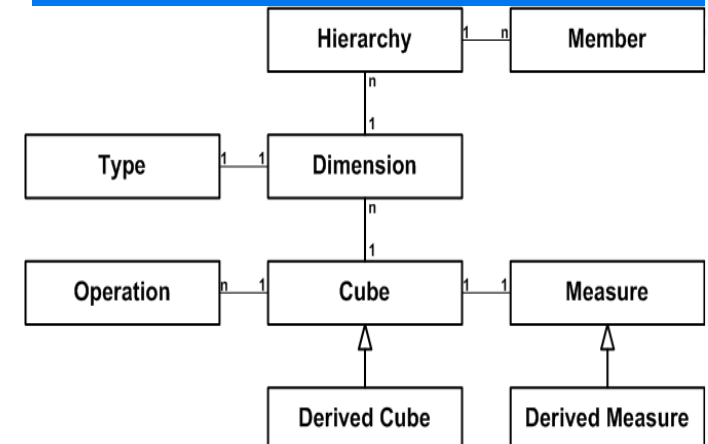 Hierarchy 1 n Member
n
1
Type 1 1 Dimension
n
1
Operation n 1 Cube 1 1 Measure
Derived Cube Derived Measure